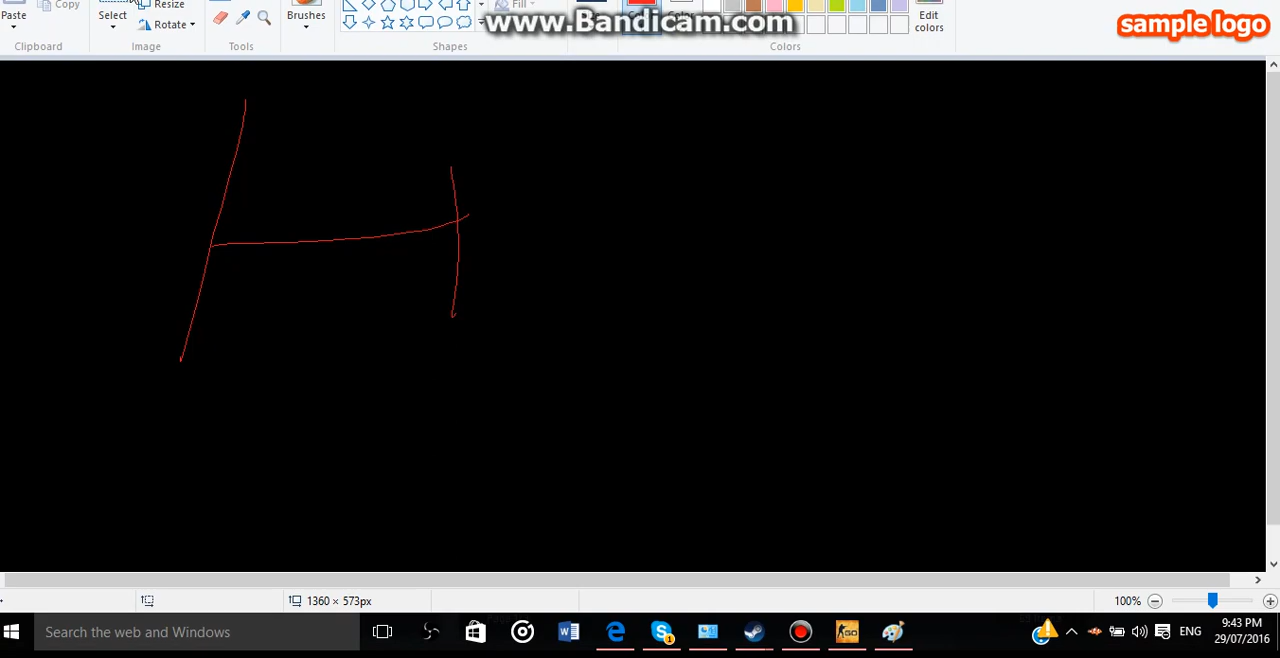 Paste
Copy
Select
Resize
Rotate
Brushes
Fill
Edit
colors
Clipboard
Image
Tools
Shapes
Colors
www.Bandicam.com
sample logo
H
1360 × 573px
100%
Search the web and Windows
ENG
9:43 PM
29/07/2016